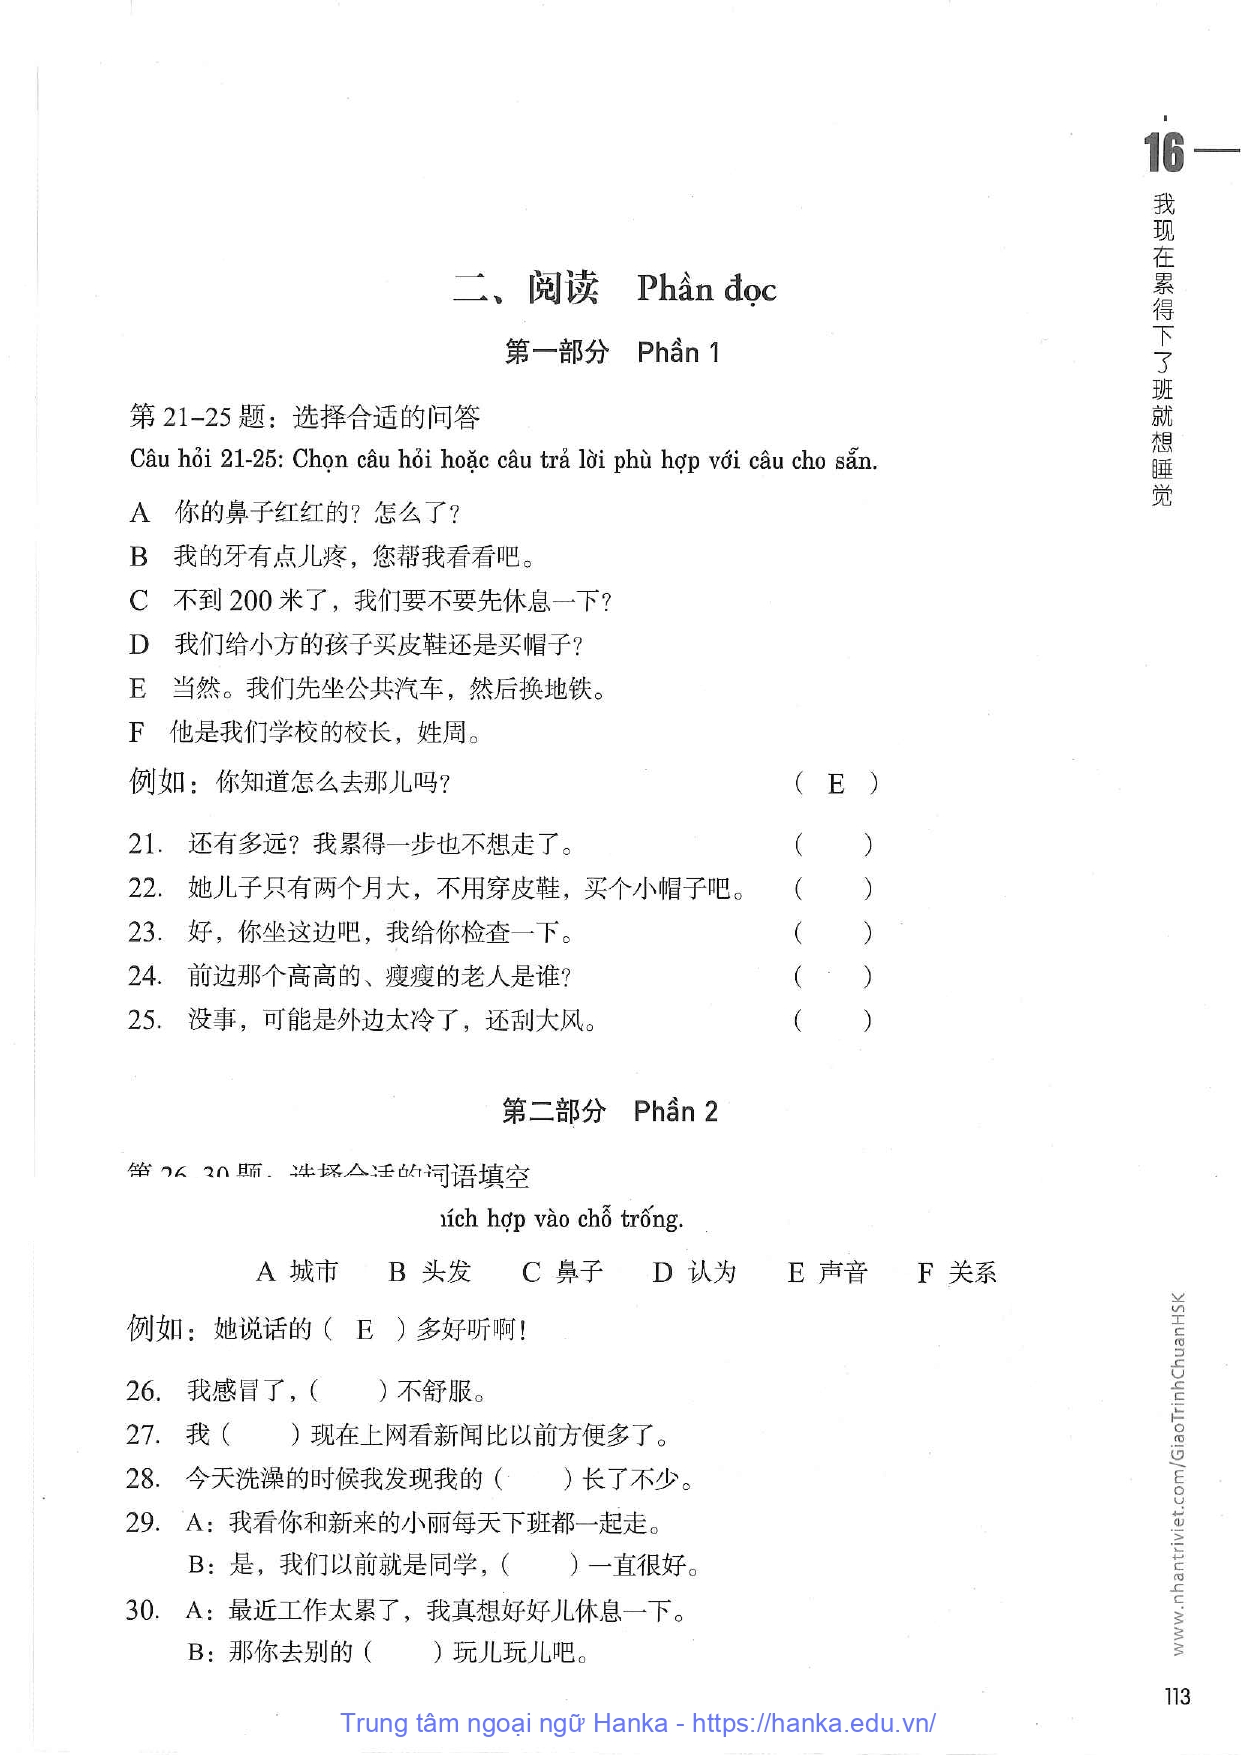 16
我现在累得下了班就想睡觉
二、阅读 Phần đọc
第一部分 Phần 1
第 21-25 题：选择合适的问答
Câu hỏi 21-25: Chọn câu hỏi hoặc câu trả lời phù hợp với câu cho sẵn.
A 你的鼻子红红的？怎么了？
B 我的牙有点儿疼，您帮我看看吧。
C 不到 200 米了，我们要不要先休息一下？
D 我们给小方的孩子买皮鞋还是买帽子？
E 当然。我们先坐公共汽车，然后换地铁。
F 他是我们学校的校长，姓周。
例如：你知道怎么去那儿吗？ （ E ）
21. 还有多远？我累得一步也不想走了。 （ ）
22. 她儿子只有两个月大，不用穿皮鞋，买个小帽子吧。 （ ）
23. 好，你坐这边吧，我给你检查一下。 （ ）
24. 前边那个高高的、瘦瘦的老人是谁？ （ ）
25. 没事，可能是外边太冷了，还刮大风。 （ ）
第二部分 Phần 2
第 26-30 题：选择合适的词语填空
hích hợp vào chỗ trống.
A 城市 B 头发 C 鼻子 D 认为 E 声音 F 关系
例如：她说话的（ E ）多好听啊！
26. 我感冒了，（ ）不舒服。
27. 我（ ）现在上网看新闻比以前方便多了。
28. 今天洗澡的时候我发现我的（ ）长了不少。
29. A：我看你和新来的小丽每天下班都一起走。
B：是，我们以前就是同学，（ ）一直很好。
30. A：最近工作太累了，我真想好好儿休息一下。
B：那你去别的（ ）玩儿玩儿吧。
www.nhantriviet.com/GiaoTrinhChuanHSK
113
Trung tâm ngoại ngữ Hanka - https://hanka.edu.vn/